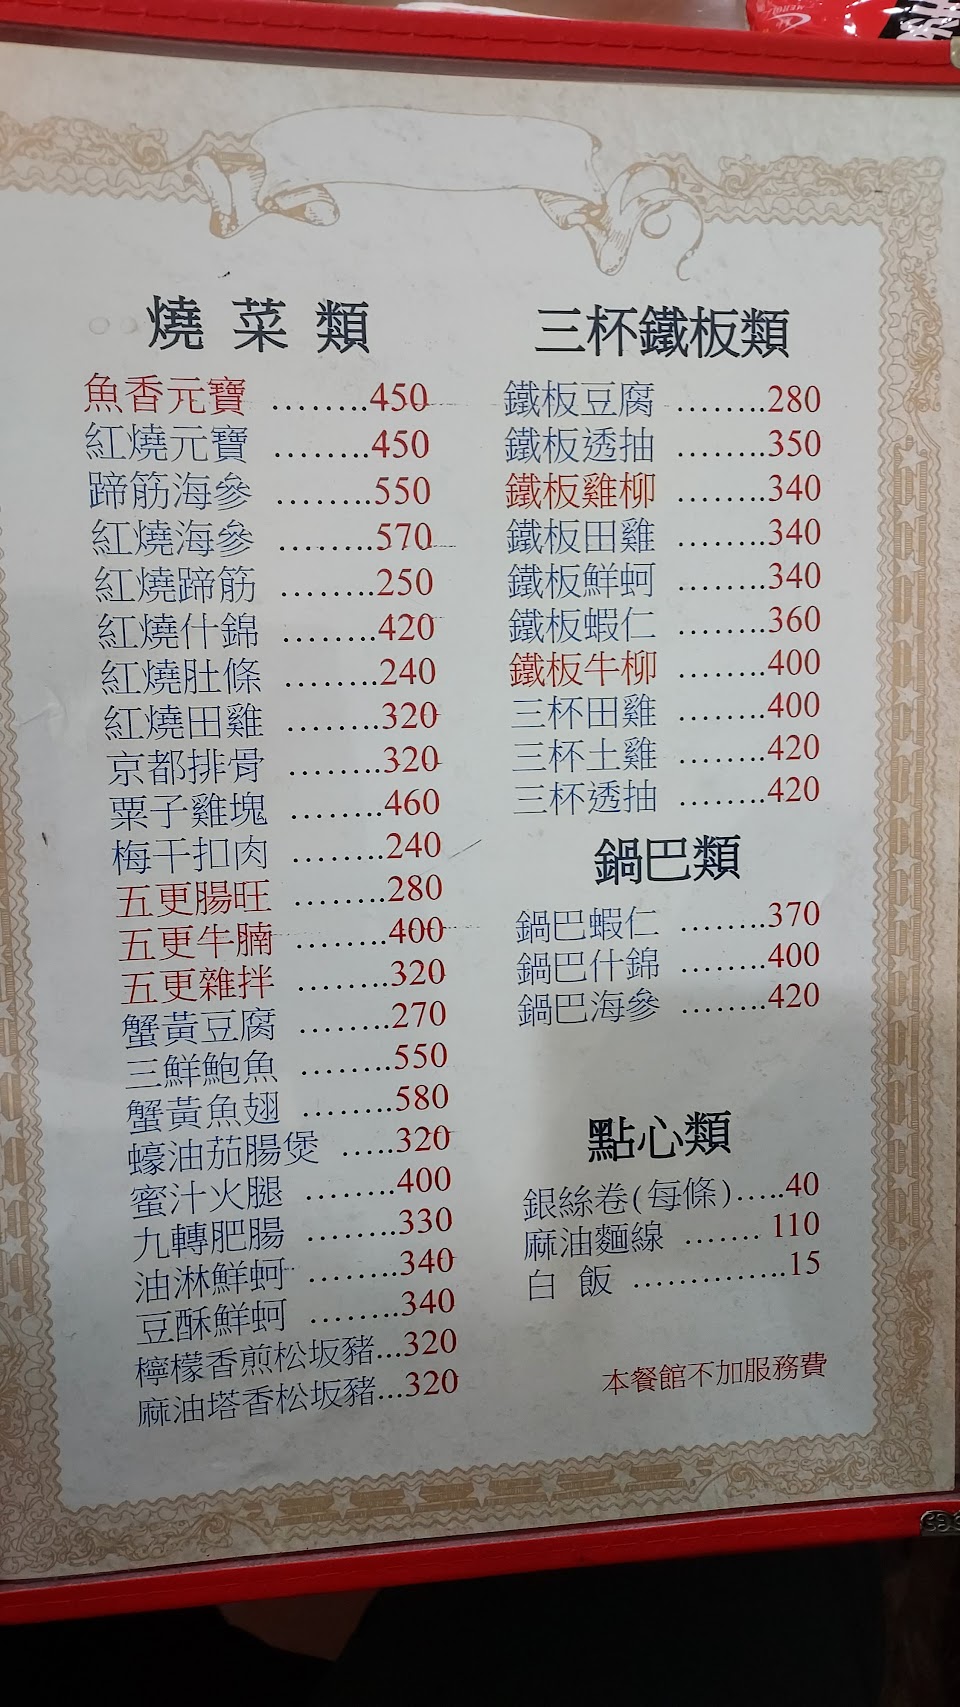 燒菜類
魚香元寶 ........450
紅燒元寶 ........450
蹄筋海參 ........550
紅燒海參 ........570
紅燒蹄筋 ........250
紅燒什錦 ........420
紅燒肚條 ........240
紅燒田雞 ........320
京都排骨 ........320
粟子雞塊 ........460
梅干扣肉 ........240
五更腸旺 ........280
五更牛腩 ........400
五更雜拌 ........320
蟹黃豆腐 ........270
三鮮鮑魚 ........550
蟹黃魚翅 ........580
蠔油茄腸煲 .....320
蜜汁火腿 ........400
九轉肥腸 ........330
油淋鮮蚵 ........340
豆酥鮮蚵 ........340
檸檬香煎松坂豬...320
麻油塔香松坂豬...320
三杯鐵板類
鐵板豆腐 ........280
鐵板透抽 ........350
鐵板雞柳 ........340
鐵板田雞 ........340
鐵板鮮蚵 ........340
鐵板蝦仁 ........360
鐵板牛柳 ........400
三杯田雞 ........400
三杯土雞 ........420
三杯透抽 ........420
鍋巴類
鍋巴蝦仁 ........370
鍋巴什錦 ........400
鍋巴海參 ........420
點心類
銀絲卷(每條).....40
麻油麵線 ....... 110
白飯 ..............15
本餐館不加服務費